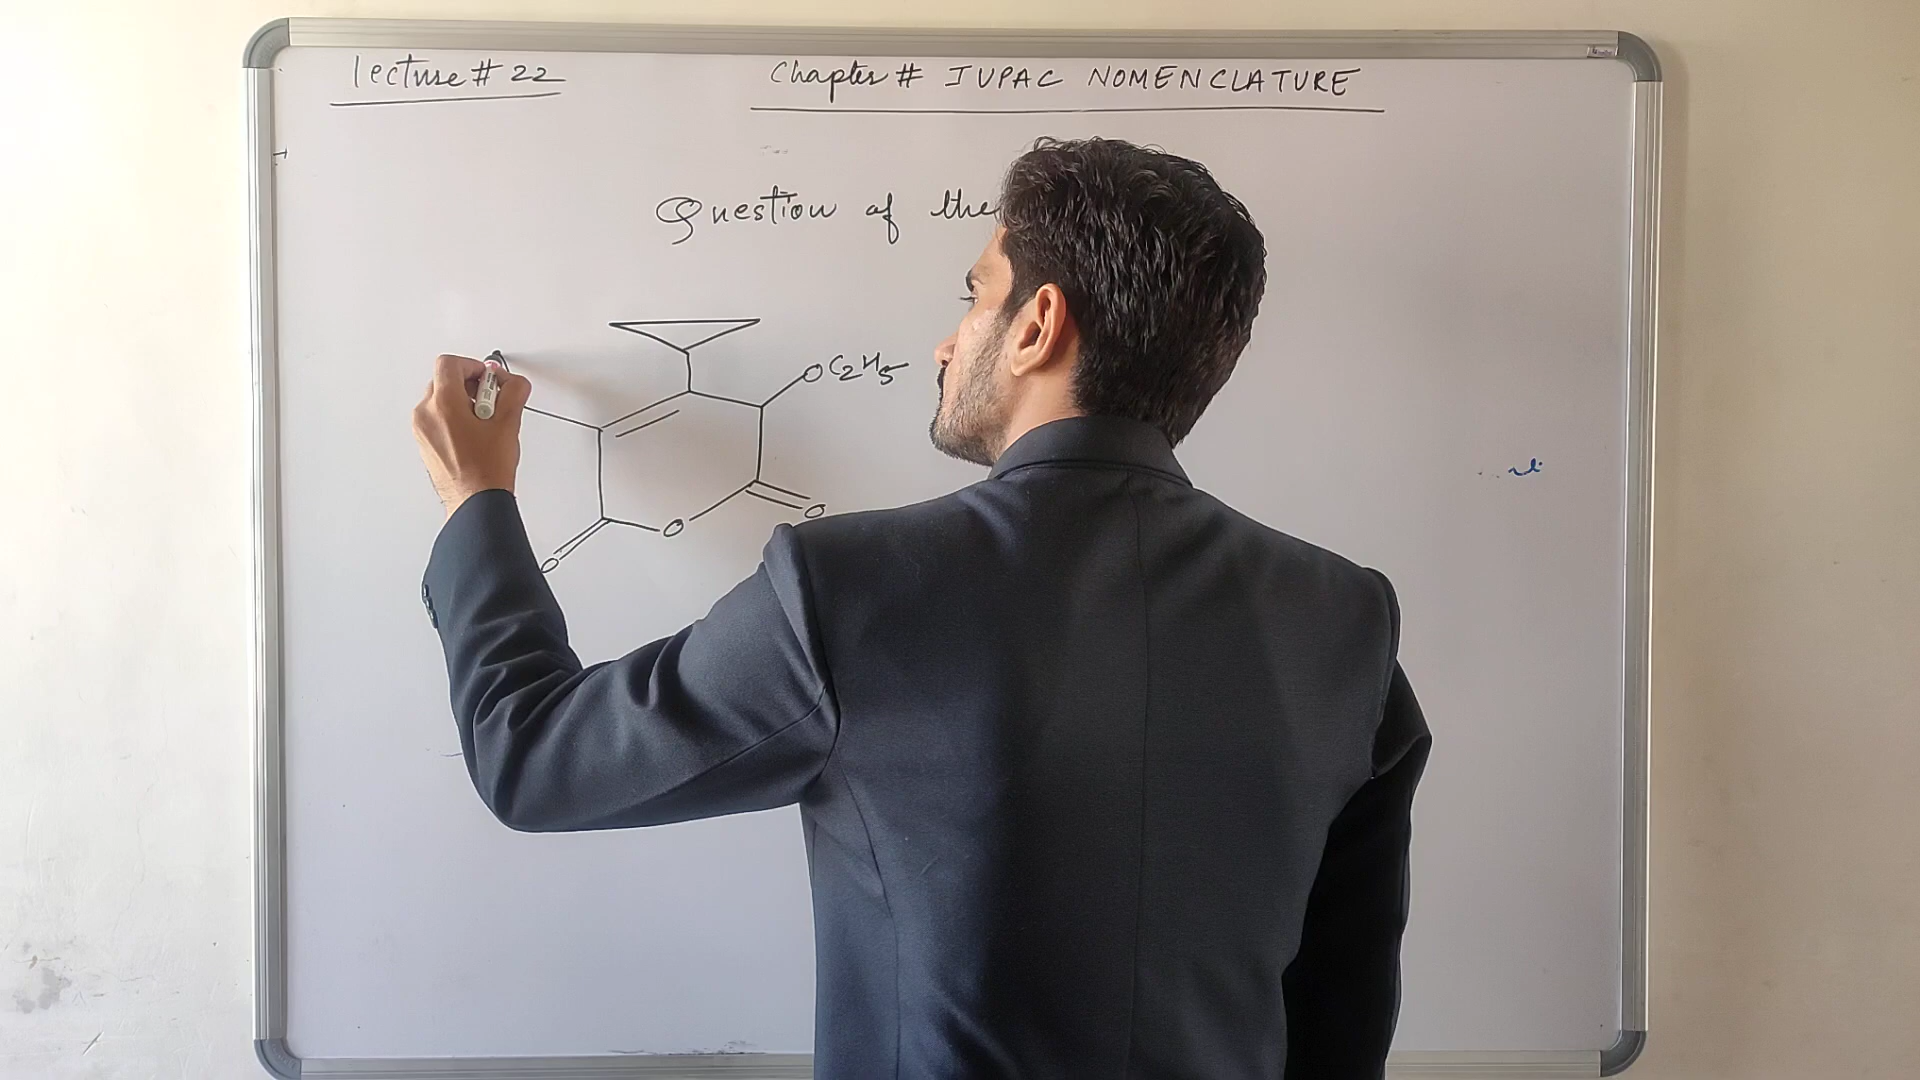 Lecture # 22
Chapter # IUPAC NOMENCLATURE
Question of the
OC2H5
O
O
O